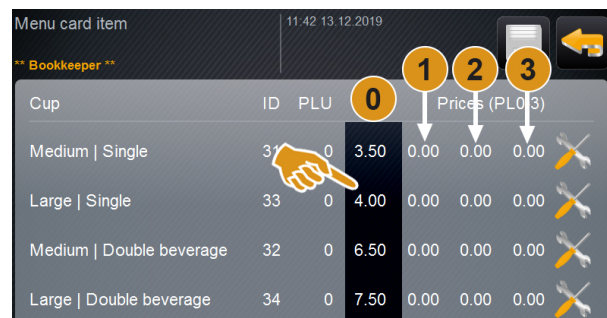 Menu card item
11:42 13.12.2019
** Bookkeeper **
1 2 3
Cup ID PLU 0 Prices (PL0-3)
Medium | Single 31 0 3.50 0.00 0.00 0.00
Large | Single 33 0 4.00 0.00 0.00 0.00
Medium | Double beverage 32 0 6.50 0.00 0.00 0.00
Large | Double beverage 34 0 7.50 0.00 0.00 0.00